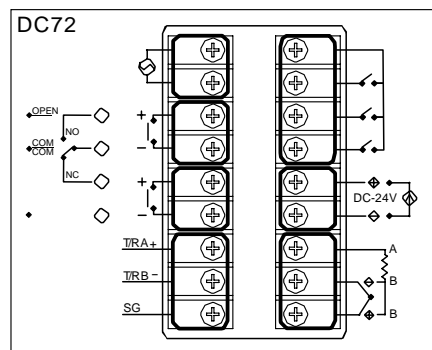 DC72
OPEN
NO
+
−
COM
COM
NC
+
−
DC-24V
T/RA+
T/RB−
SG
A
B
B